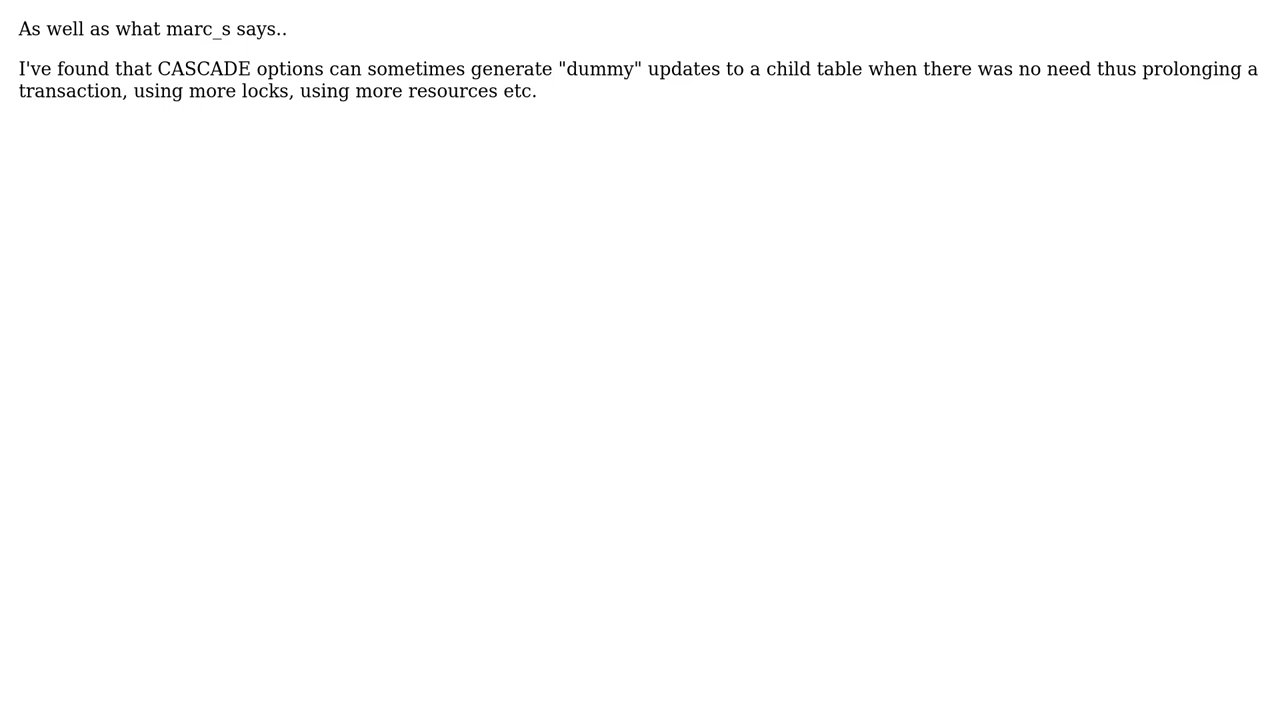 As well as what marc_s says..
I've found that CASCADE options can sometimes generate "dummy" updates to a child table when there was no need thus prolonging a
transaction, using more locks, using more resources etc.